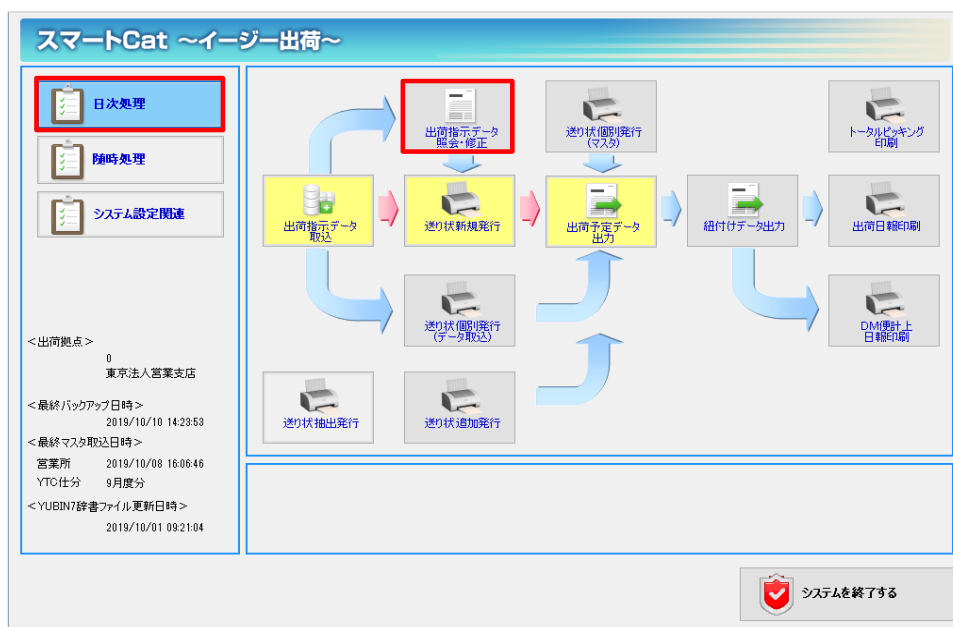 スマートCat ～イージー出荷～
日次処理
随時処理
システム設定関連
＜出荷拠点＞
0
東京法人営業支店
＜最終バックアップ日時＞
2019/10/10 14:23:53
＜最終マスタ取込日時＞
営業所 2019/10/08 16:06:46
YTC仕分 9月度分
＜YUBIN7辞書ファイル更新日時＞
2019/10/01 09:21:04
出荷指示データ
照会・修正
送り状個別発行
(マスタ)
トータルピッキング
印刷
出荷指示データ
取込
送り状新規発行
出荷予定データ
出力
紐付けデータ出力
出荷日報印刷
送り状個別発行
(データ取込)
DM便計上
日報印刷
送り状抽出発行
送り状追加発行
システムを終了する